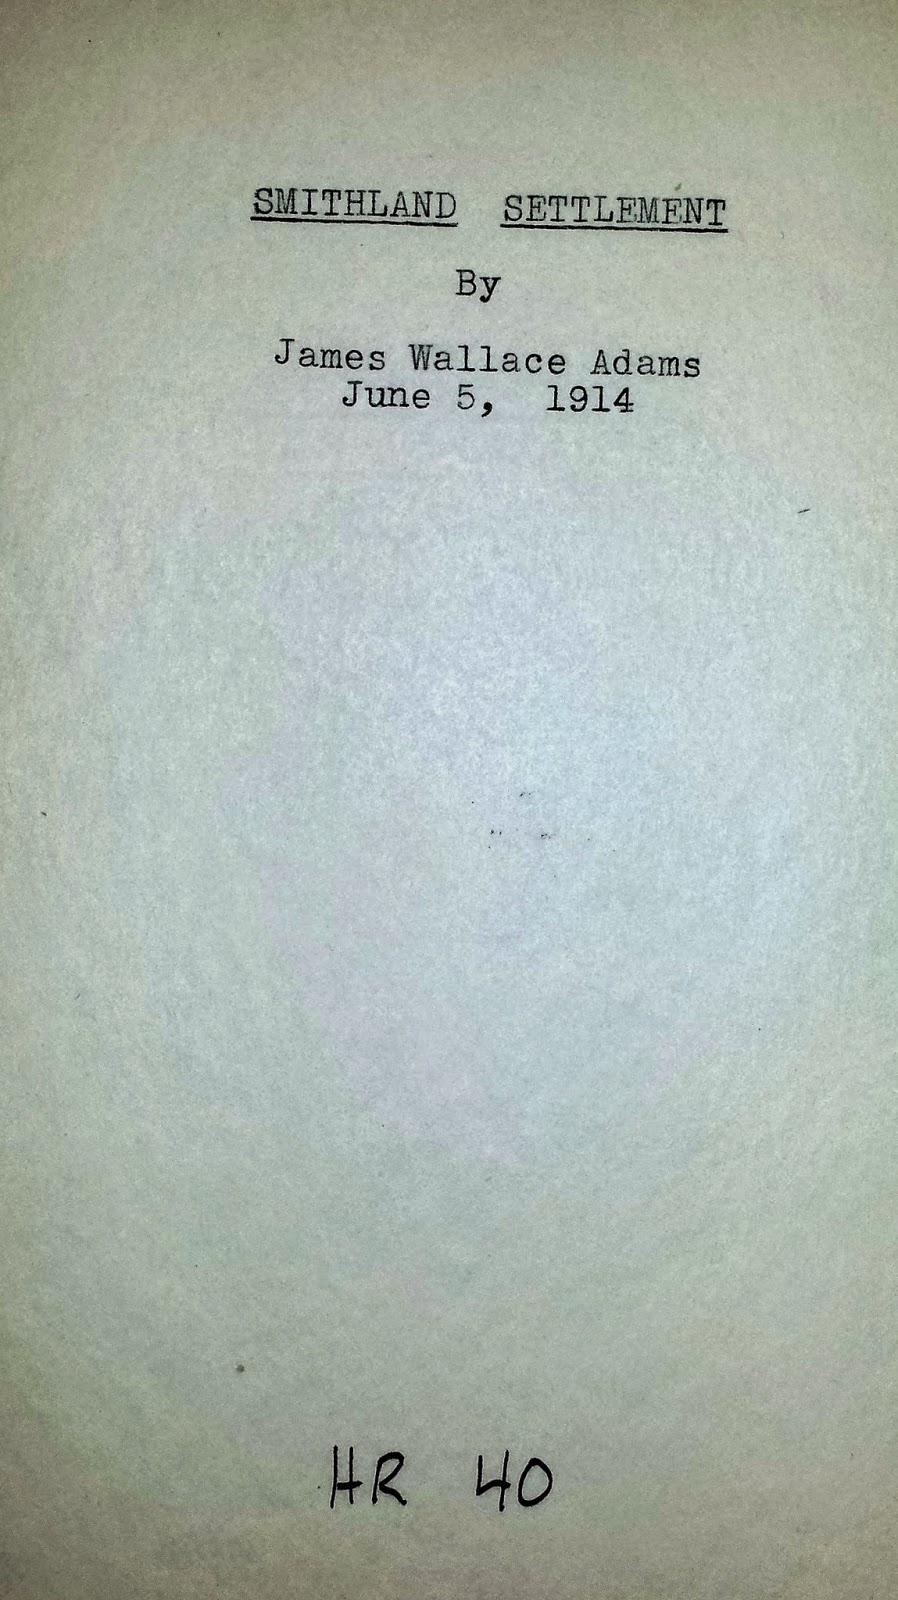 SMITHLAND SETTLEMENT
By
James Wallace Adams
June 5, 1914
HR 40